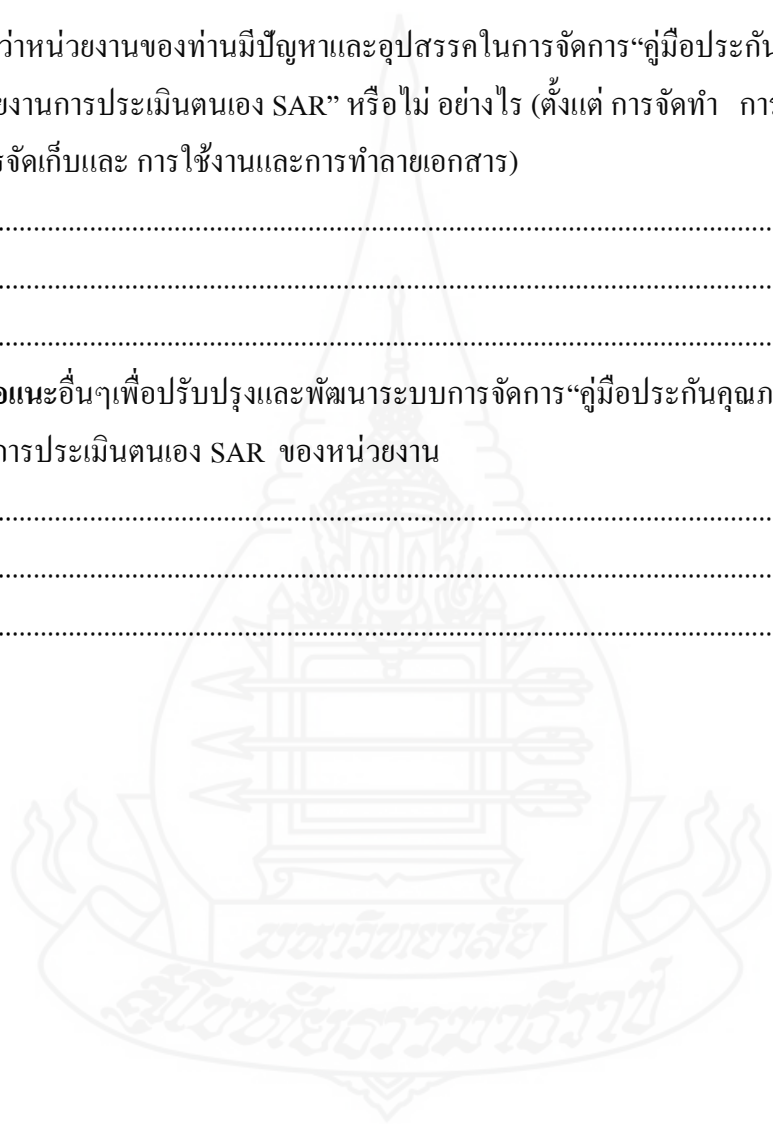 ว่าหน่วยงานของท่านมีปัญหาและอุปสรรคในการจัดการ“คู่มือประกัน
งานการประเมินตนเอง SAR” หรือไม่ อย่างไร (ตั้งแต่ การจัดทำ การ
จัดเก็บและ การใช้งานและการทำลายเอกสาร)
................................................................................................
................................................................................................
................................................................................................
แนะอื่นๆเพื่อปรับปรุงและพัฒนาระบบการจัดการ“คู่มือประกันคุณภ
การประเมินตนเอง SAR ของหน่วยงาน
................................................................................................
................................................................................................
................................................................................................
มหาวิทยาลัย
สุโขทัยธรรมาธิราช